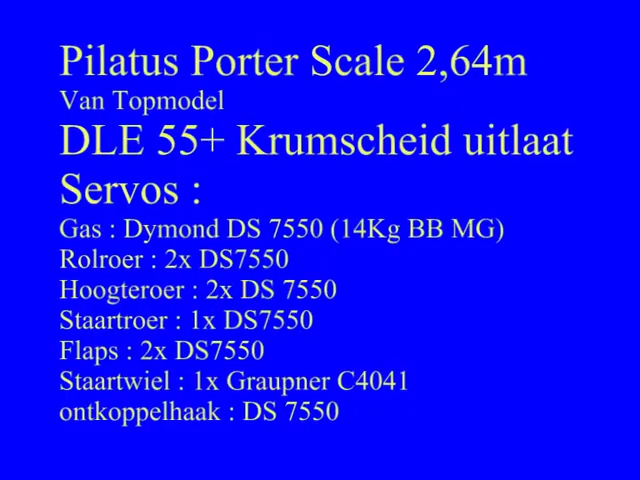 Pilatus Porter Scale 2,64m
Van Topmodel
DLE 55+ Krumscheid uitlaat
Servos :
Gas : Dymond DS 7550 (14Kg BB MG)
Rolroer : 2x DS7550
Hoogteroer : 2x DS 7550
Staartroer : 1x DS7550
Flaps : 2x DS7550
Staartwiel : 1x Graupner C4041
ontkoppelhaak : DS 7550